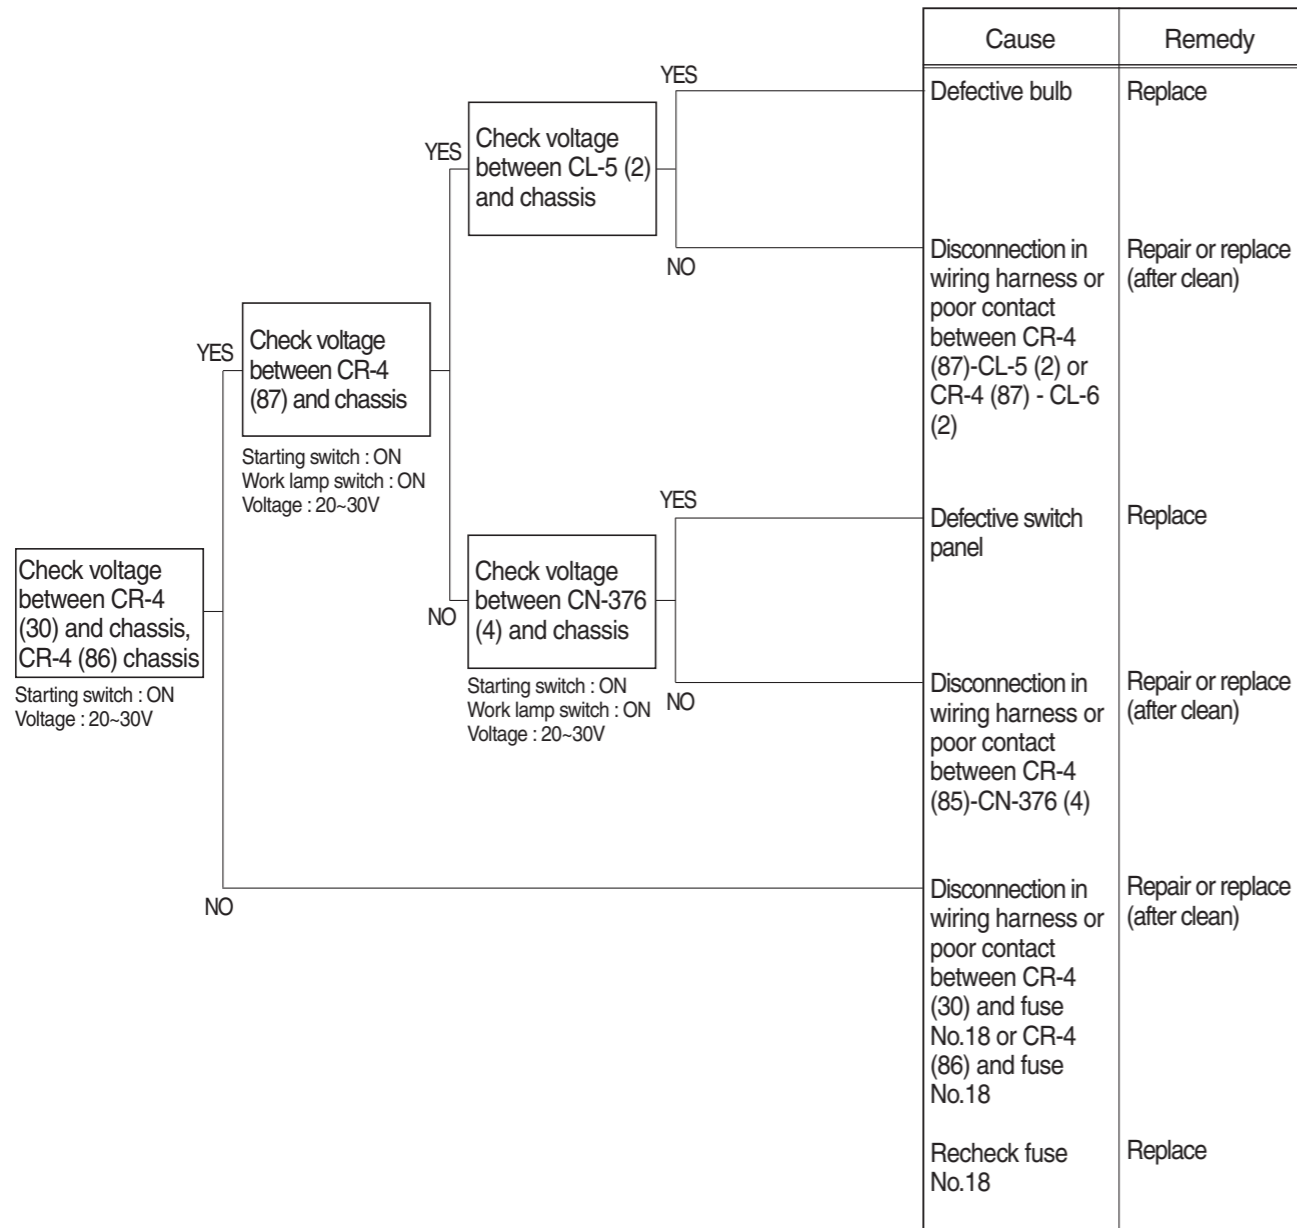 Cause
Remedy
YES
Defective bulb
Replace
YES
Check voltage
between CL-5 (2)
and chassis
NO
Disconnection in
wiring harness or
poor contact
between CR-4
(87)-CL-5 (2) or
CR-4 (87) - CL-6
(2)
Repair or replace
(after clean)
YES
Check voltage
between CR-4
(87) and chassis
Starting switch : ON
Work lamp switch : ON
Voltage : 20~30V
YES
Defective switch
panel
Replace
NO
Check voltage
between CN-376
(4) and chassis
Starting switch : ON
Work lamp switch : ON
Voltage : 20~30V
NO
Disconnection in
wiring harness or
poor contact
between CR-4
(85)-CN-376 (4)
Repair or replace
(after clean)
Check voltage
between CR-4
(30) and chassis,
CR-4 (86) chassis
Starting switch : ON
Voltage : 20~30V
NO
Disconnection in
wiring harness or
poor contact
between CR-4
(30) and fuse
No.18 or CR-4
(86) and fuse
No.18
Repair or replace
(after clean)
Recheck fuse
No.18
Replace